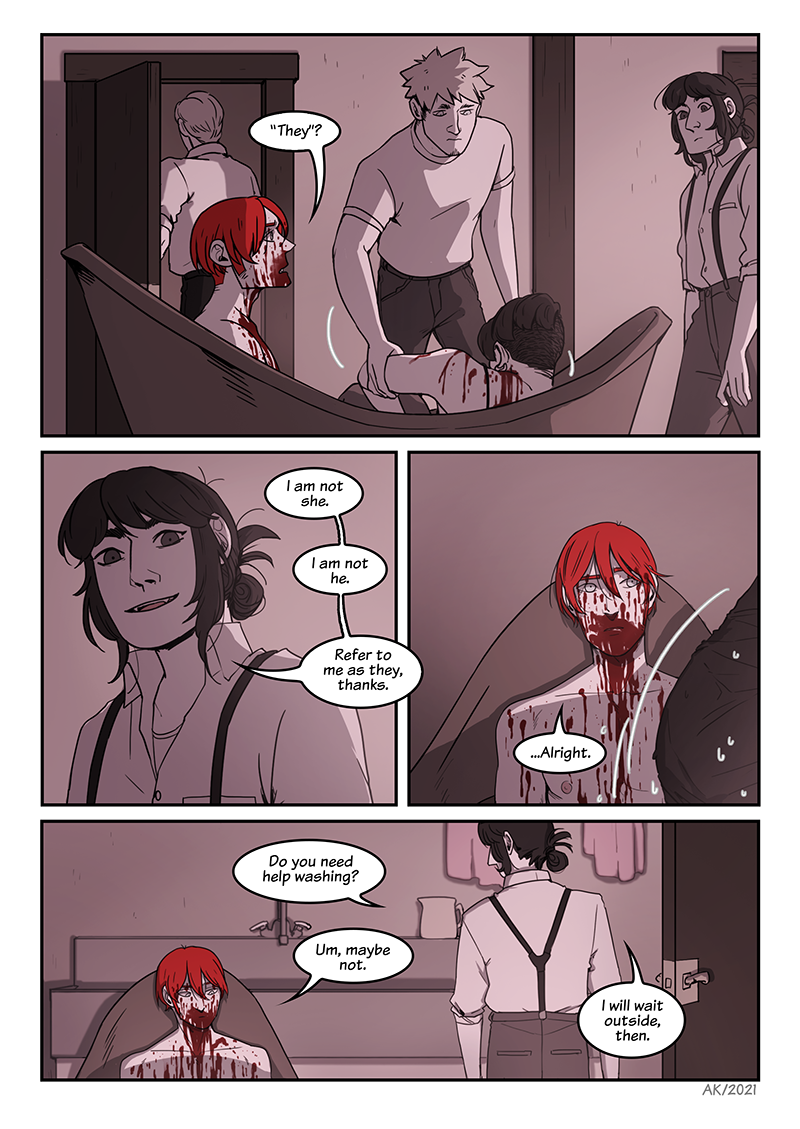 "They"?
I am not
she.
I am not
he.
Refer to
me as they,
thanks.
...Alright.
Do you need
help washing?
Um, maybe
not.
I will wait
outside,
then.
AK/2021